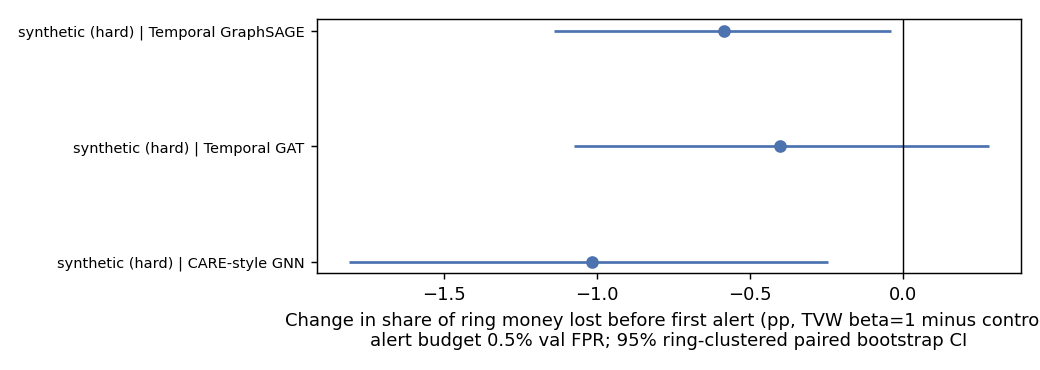 synthetic (hard) | Temporal GraphSAGE
synthetic (hard) | Temporal GAT
synthetic (hard) | CARE-style GNN
−1.5 −1.0 −0.5 0.0
Change in share of ring money lost before first alert (pp, TVW beta=1 minus contro
alert budget 0.5% val FPR; 95% ring-clustered paired bootstrap CI